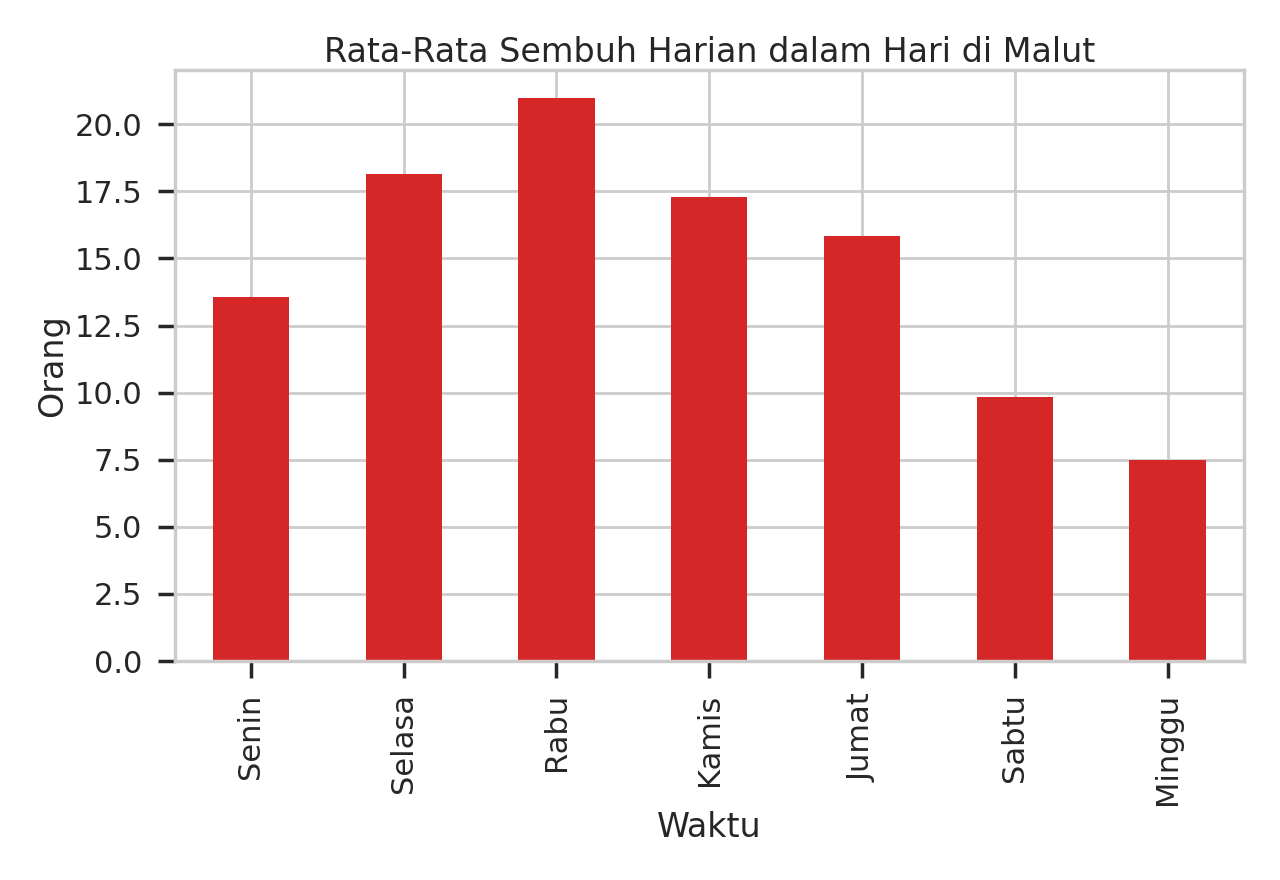 Rata-Rata Sembuh Harian dalam Hari di Malut
Orang
20.0
17.5
15.0
12.5
10.0
7.5
5.0
2.5
0.0
Senin
Selasa
Rabu
Kamis
Jumat
Sabtu
Minggu
Waktu